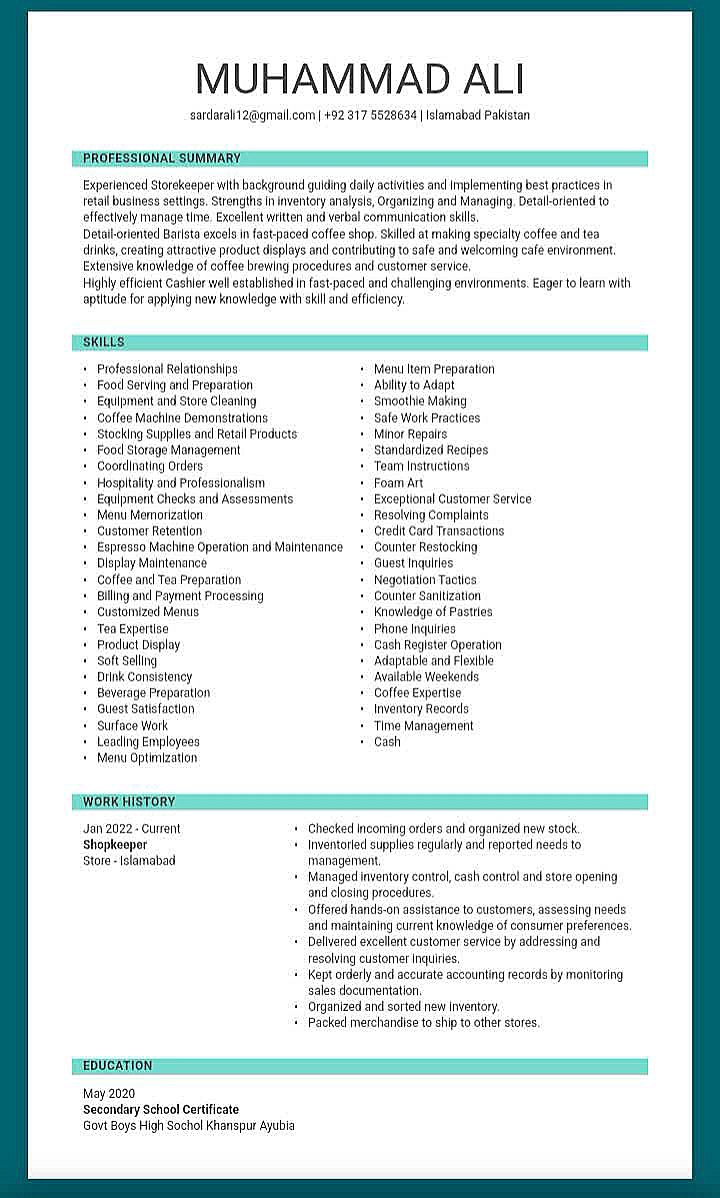 MUHAMMAD ALI
sardarali12@gmail.com | +92 317 5528634 | Islamabad Pakistan
PROFESSIONAL SUMMARY
Experienced Storekeeper with background guiding daily activities and implementing best practices in
retail business settings. Strengths in inventory analysis, Organizing and Managing. Detail-oriented to
effectively manage time. Excellent written and verbal communication skills.
Detail-oriented Barista excels in fast-paced coffee shop. Skilled at making specialty coffee and tea
drinks, creating attractive product displays and contributing to safe and welcoming cafe environment.
Extensive knowledge of coffee brewing procedures and customer service.
Highly efficient Cashier well established in fast-paced and challenging environments. Eager to learn with
aptitude for applying new knowledge with skill and efficiency.
SKILLS
• Professional Relationships
• Food Serving and Preparation
• Equipment and Store Cleaning
• Coffee Machine Demonstrations
• Stocking Supplies and Retail Products
• Food Storage Management
• Coordinating Orders
• Hospitality and Professionalism
• Equipment Checks and Assessments
• Menu Memorization
• Customer Retention
• Espresso Machine Operation and Maintenance
• Display Maintenance
• Coffee and Tea Preparation
• Billing and Payment Processing
• Customized Menus
• Tea Expertise
• Product Display
• Soft Selling
• Drink Consistency
• Beverage Preparation
• Guest Satisfaction
• Surface Work
• Leading Employees
• Menu Optimization
• Menu Item Preparation
• Ability to Adapt
• Smoothie Making
• Safe Work Practices
• Minor Repairs
• Standardized Recipes
• Team Instructions
• Foam Art
• Exceptional Customer Service
• Resolving Complaints
• Credit Card Transactions
• Counter Restocking
• Guest Inquiries
• Negotiation Tactics
• Counter Sanitization
• Knowledge of Pastries
• Phone Inquiries
• Cash Register Operation
• Adaptable and Flexible
• Available Weekends
• Coffee Expertise
• Inventory Records
• Time Management
• Cash
WORK HISTORY
Jan 2022 - Current
Shopkeeper
Store - Islamabad
• Checked incoming orders and organized new stock.
• Inventoried supplies regularly and reported needs to
management.
• Managed inventory control, cash control and store opening
and closing procedures.
• Offered hands-on assistance to customers, assessing needs
and maintaining current knowledge of consumer preferences.
• Delivered excellent customer service by addressing and
resolving customer inquiries.
• Kept orderly and accurate accounting records by monitoring
sales documentation.
• Organized and sorted new inventory.
• Packed merchandise to ship to other stores.
EDUCATION
May 2020
Secondary School Certificate
Govt Boys High Sochol Khanspur Ayubia